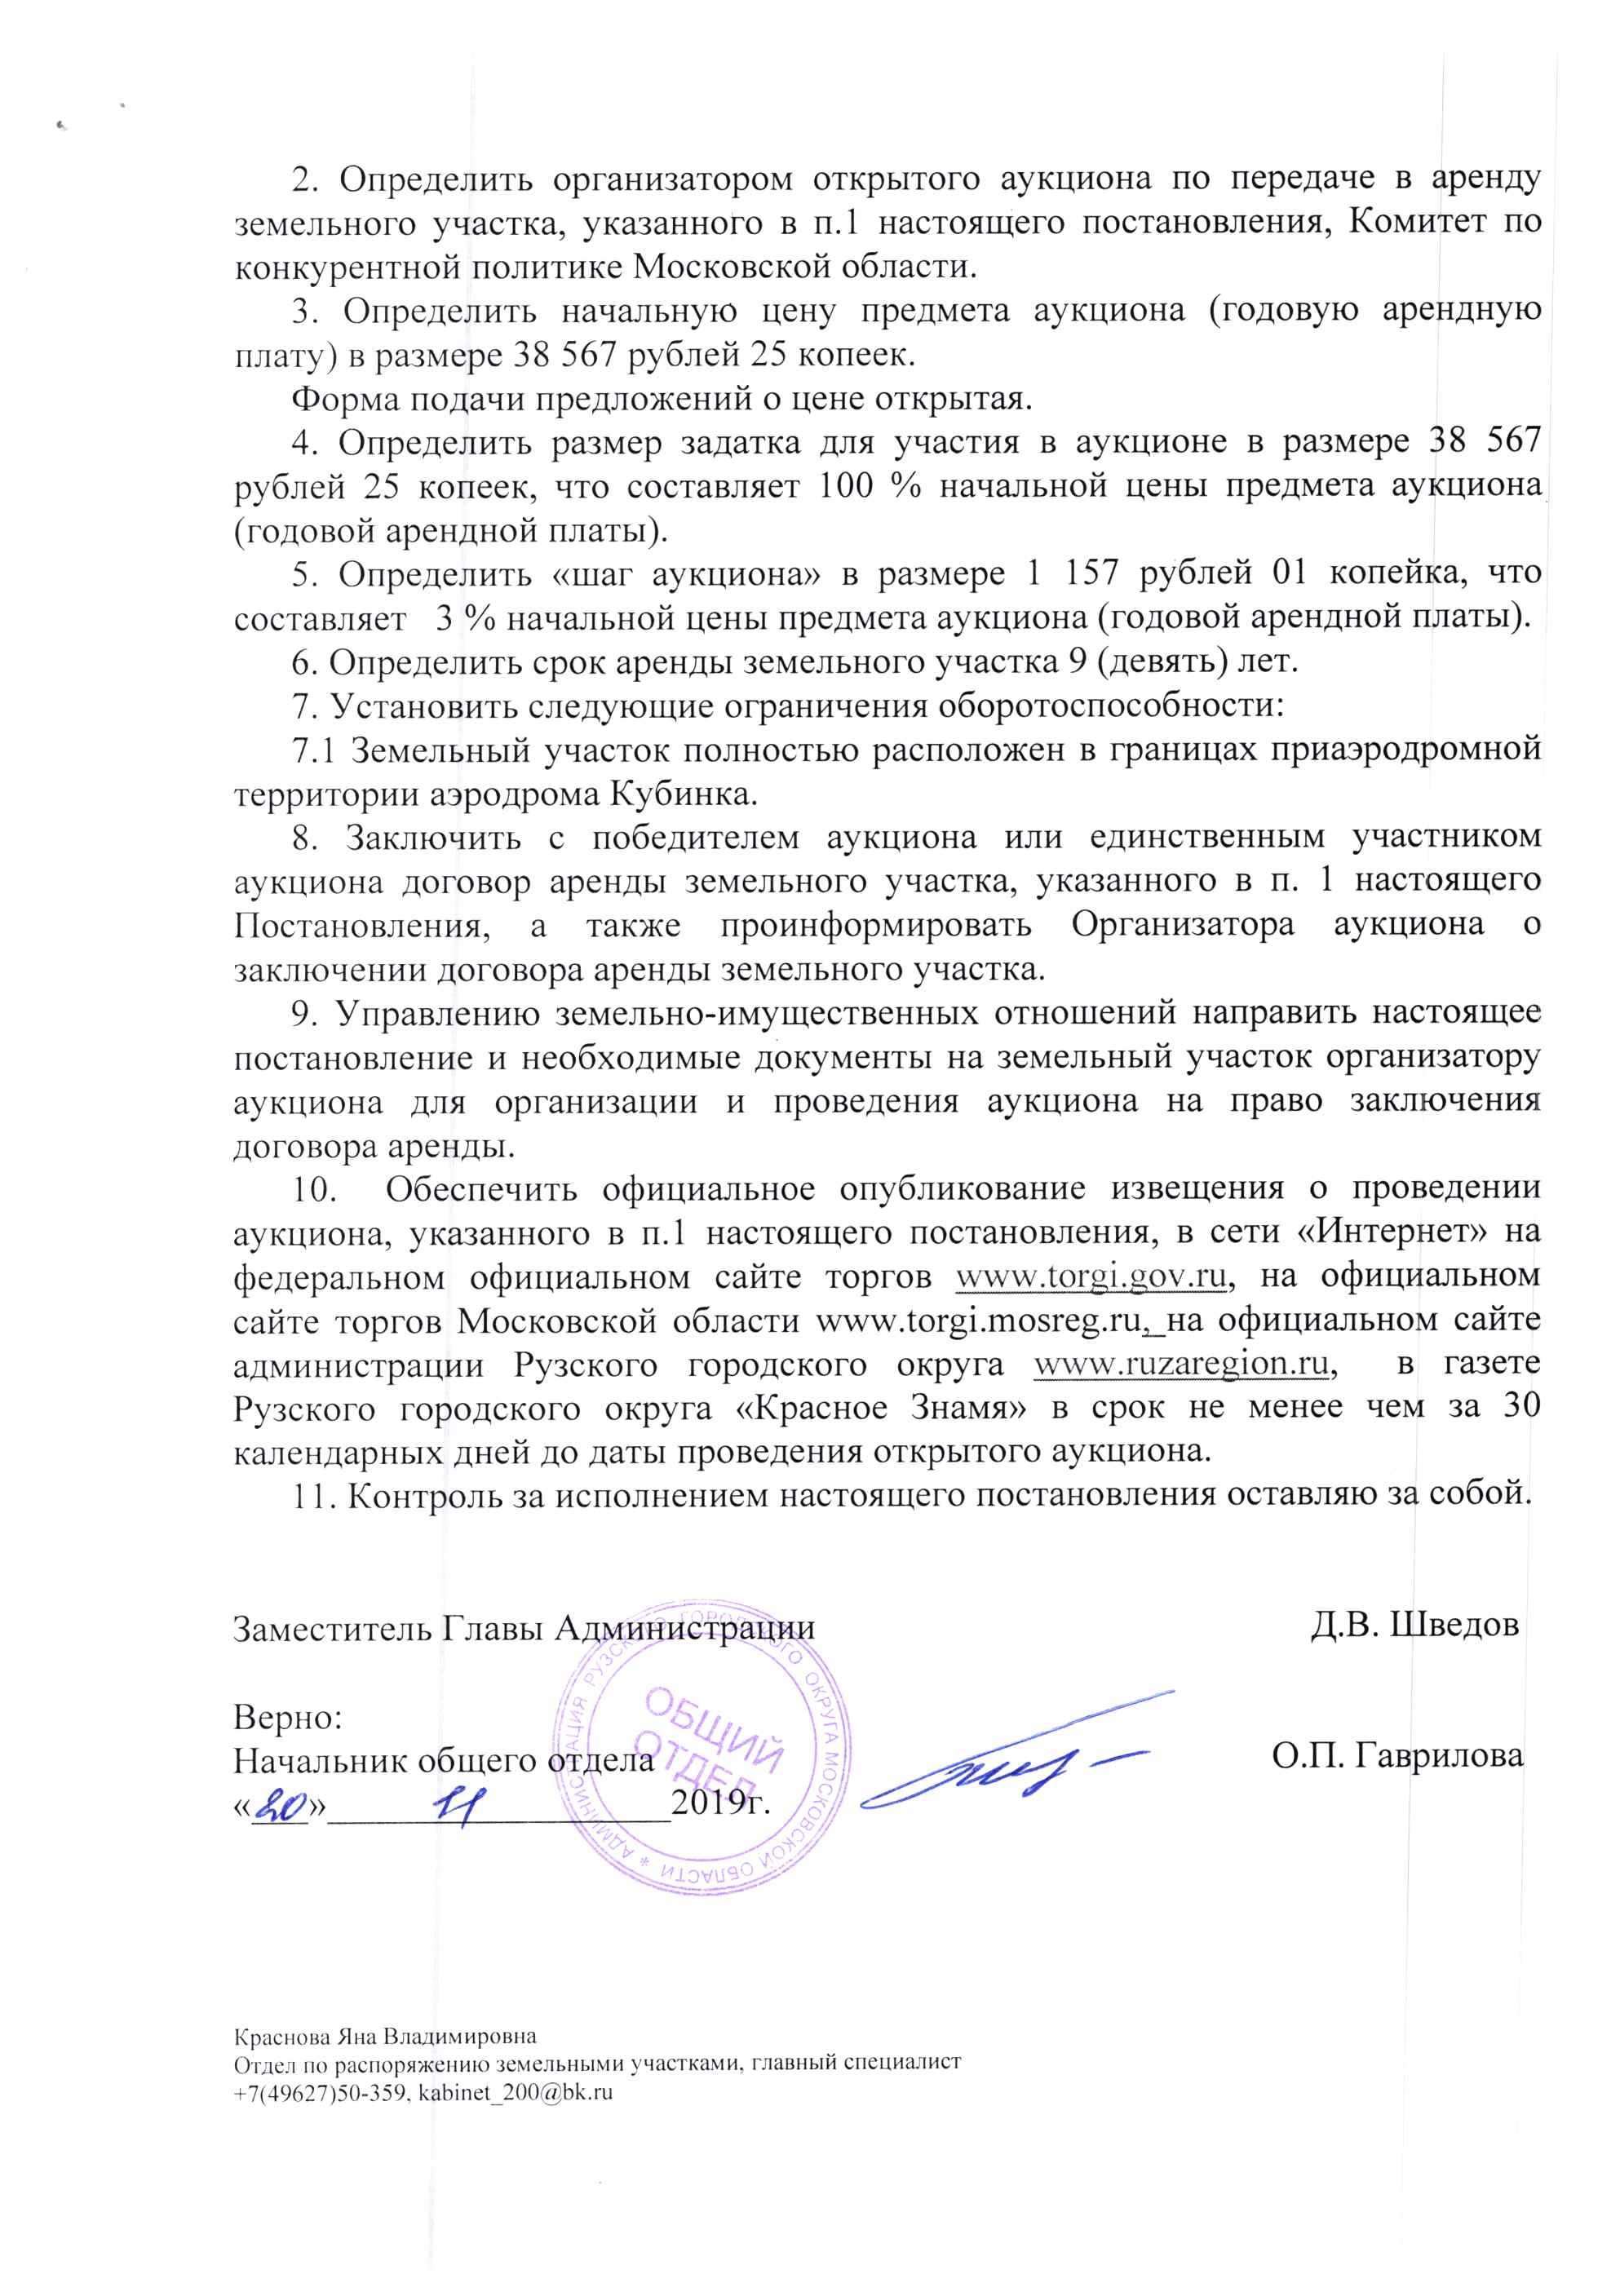 2. Определить организатором открытого аукциона по передаче в аренду
земельного участка, указанного в п.1 настоящего постановления, Комитет по
конкурентной политике Московской области.
3. Определить начальную цену предмета аукциона (годовую арендную
плату) в размере 38 567 рублей 25 копеек.
Форма подачи предложений о цене открытая.
4. Определить размер задатка для участия в аукционе в размере 38 567
рублей 25 копеек, что составляет 100 % начальной цены предмета аукциона
(годовой арендной платы).
5. Определить «шаг аукциона» в размере 1 157 рублей 01 копейка, что
составляет 3 % начальной цены предмета аукциона (годовой арендной платы).
6. Определить срок аренды земельного участка 9 (девять) лет.
7. Установить следующие ограничения оборотоспособности:
7.1 Земельный участок полностью расположен в границах приаэродромной
территории аэродрома Кубинка.
8. Заключить с победителем аукциона или единственным участником
аукциона договор аренды земельного участка, указанного в п. 1 настоящего
Постановления, а также проинформировать Организатора аукциона о
заключении договора аренды земельного участка.
9. Управлению земельно-имущественных отношений направить настоящее
постановление и необходимые документы на земельный участок организатору
аукциона для организации и проведения аукциона на право заключения
договора аренды.
10. Обеспечить официальное опубликование извещения о проведении
аукциона, указанного в п.1 настоящего постановления, в сети «Интернет» на
федеральном официальном сайте торгов www.torgi.gov.ru, на официальном
сайте торгов Московской области www.torgi.mosreg.ru, на официальном сайте
администрации Рузского городского округа www.ruzaregion.ru, в газете
Рузского городского округа «Красное Знамя» в срок не менее чем за 30
календарных дней до даты проведения открытого аукциона.
11. Контроль за исполнением настоящего постановления оставляю за собой.
Заместитель Главы Администрации Д.В. Шведов
Верно:
Начальник общего отдела О.П. Гаврилова
«20» 11 2019г.
АДМИНИСТРАЦИЯ РУЗСКОГО ГОРОДСКОГО ОКРУГА МОСКОВСКОЙ ОБЛАСТИ *
ОБЩИЙ
ОТДЕЛ
Краснова Яна Владимировна
Отдел по распоряжению земельными участками, главный специалист
+7(49627)50-359, kabinet_200@bk.ru